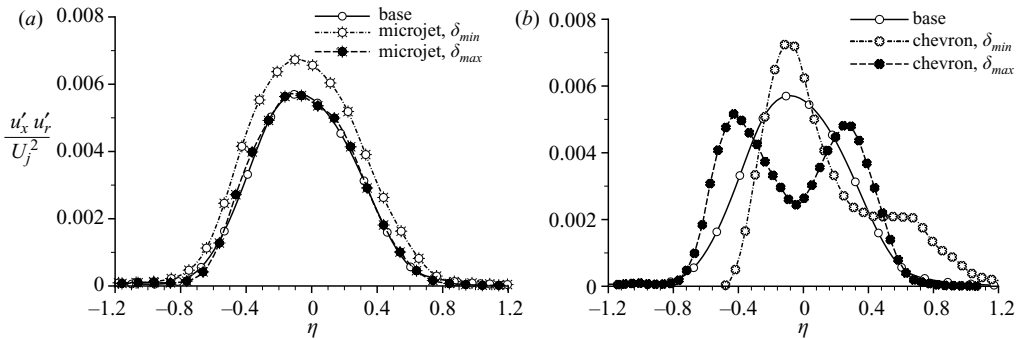 (a)
0.008
0.006
0.004
0.002
0
u′ₓ u′ᵣ
Uⱼ²
base
microjet, δmin
microjet, δmax
−1.2 −0.8 −0.4 0 0.4 0.8 1.2
η
(b)
0.008
0.006
0.004
0.002
0
base
chevron, δmin
chevron, δmax
−1.2 −0.8 −0.4 0 0.4 0.8 1.2
η